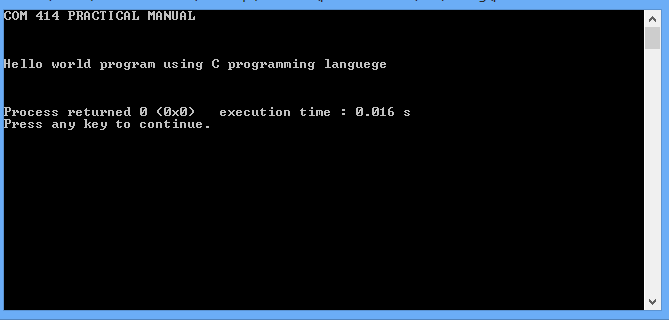 COM 414 PRACTICAL MANUAL
Hello world program using C programming languege
Process returned 0 (0x0)   execution time : 0.016 s
Press any key to continue.